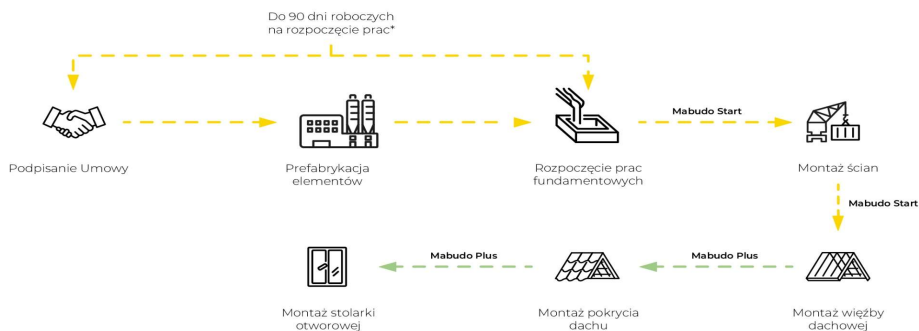 Do 90 dni roboczych
na rozpoczęcie prac*
Mabudo Start
Podpisanie Umowy
Prefabrykacja
elementów
Rozpoczęcie prac
fundamentowych
Montaż ścian
Mabudo Start
Mabudo Plus
Mabudo Plus
Montaż stolarki
otworowej
Montaż pokrycia
dachu
Montaż więźby
dachowej